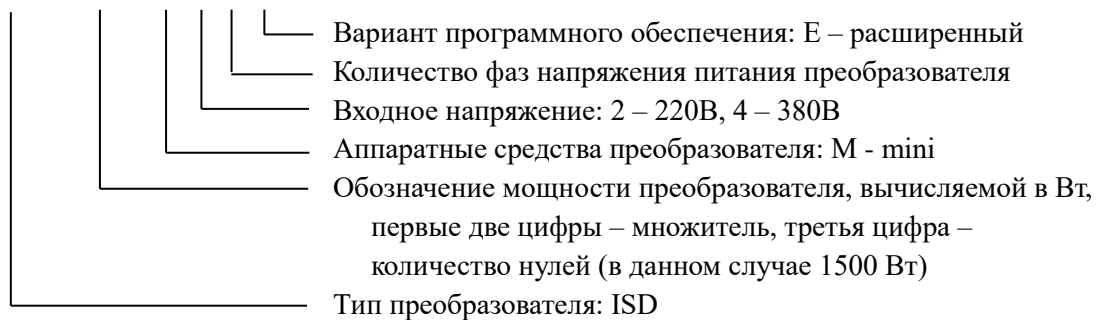 Вариант программного обеспечения: Е – расширенный
Количество фаз напряжения питания преобразователя
Входное напряжение: 2 – 220В, 4 – 380В
Аппаратные средства преобразователя: М - mini
Обозначение мощности преобразователя, вычисляемой в Вт,
первые две цифры – множитель, третья цифра –
количество нулей (в данном случае 1500 Вт)
Тип преобразователя: ISD